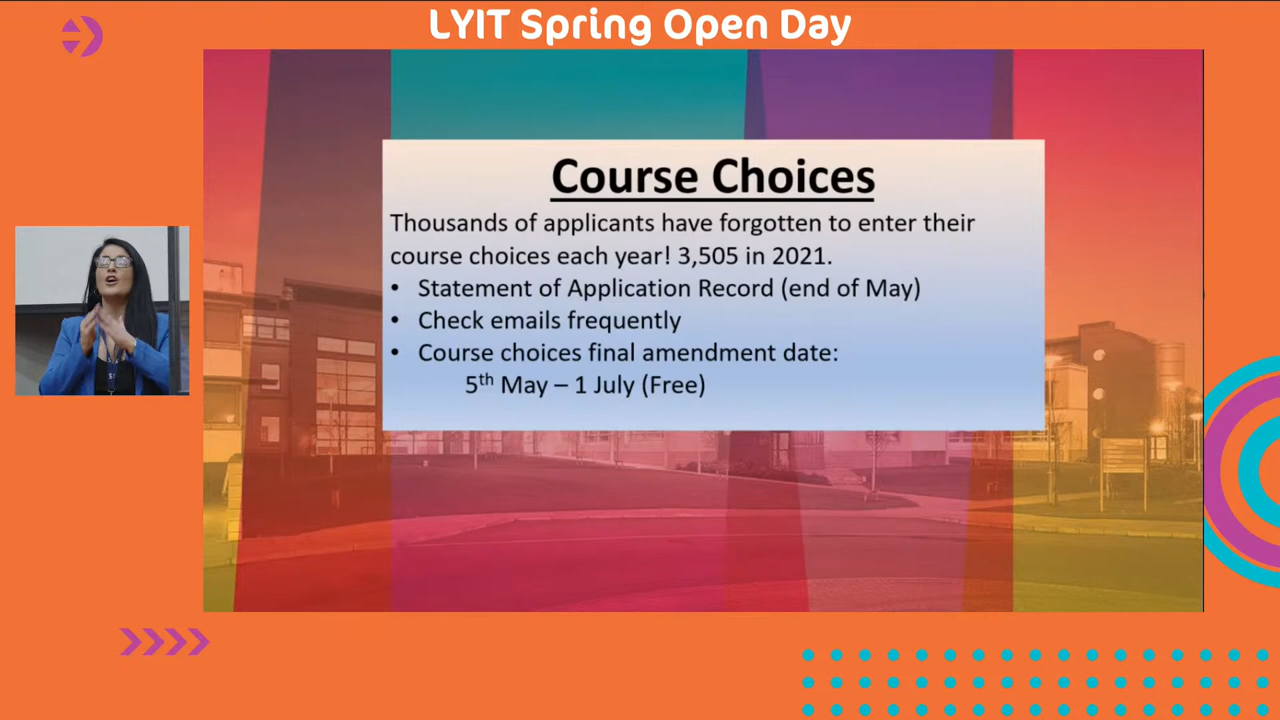 LYIT Spring Open Day
Course Choices
Thousands of applicants have forgotten to enter their
course choices each year! 3,505 in 2021.
• Statement of Application Record (end of May)
• Check emails frequently
• Course choices final amendment date:
5th May – 1 July (Free)